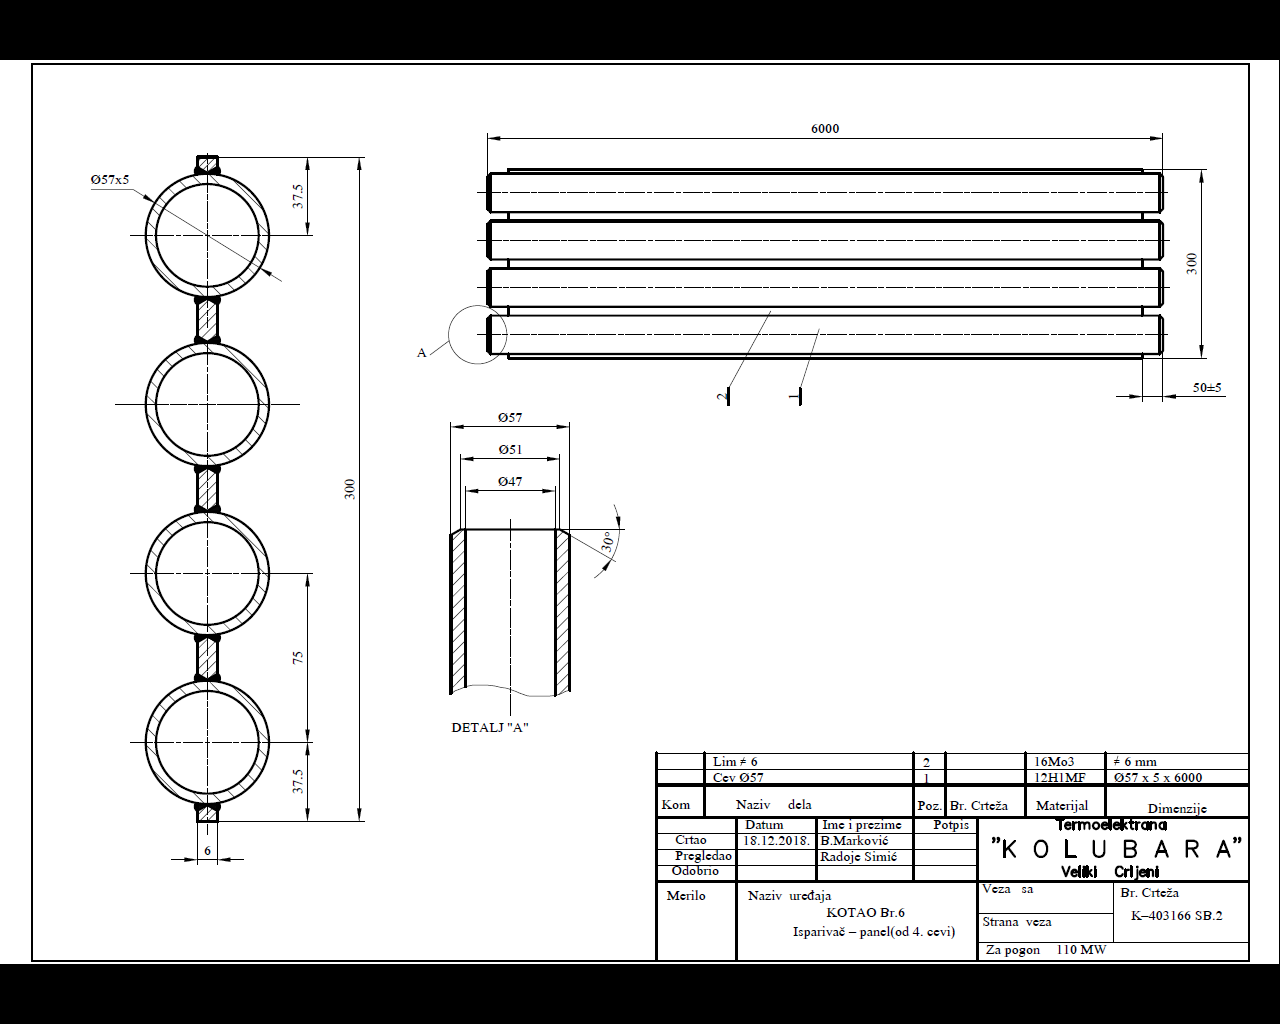 6000
Ø57x5
37.5
300
A
300
50±5
2
1
Ø57
Ø51
Ø47
30°
75
37.5
6
DETALJ "A"
Lim ≠ 6 2 16Mo3 ≠ 6 mm
Cev Ø57 1 12H1MF Ø57 x 5 x 6000
Kom Naziv dela Poz. Br. Crteža Materijal Dimenzije
Datum Ime i prezime Potpis
Crtao 18.12.2018. B.Marković
Pregledao Radoje Simić
Odobrio
Termoelektrana
"K O L U B A R A"
Veliki Crljeni
Merilo
Naziv uređaja
KOTAO Br.6
Isparivač – panel(od 4. cevi)
Veza sa
Strana veza
Br. Crteža
K–403166 SB.2
Za pogon 110 MW